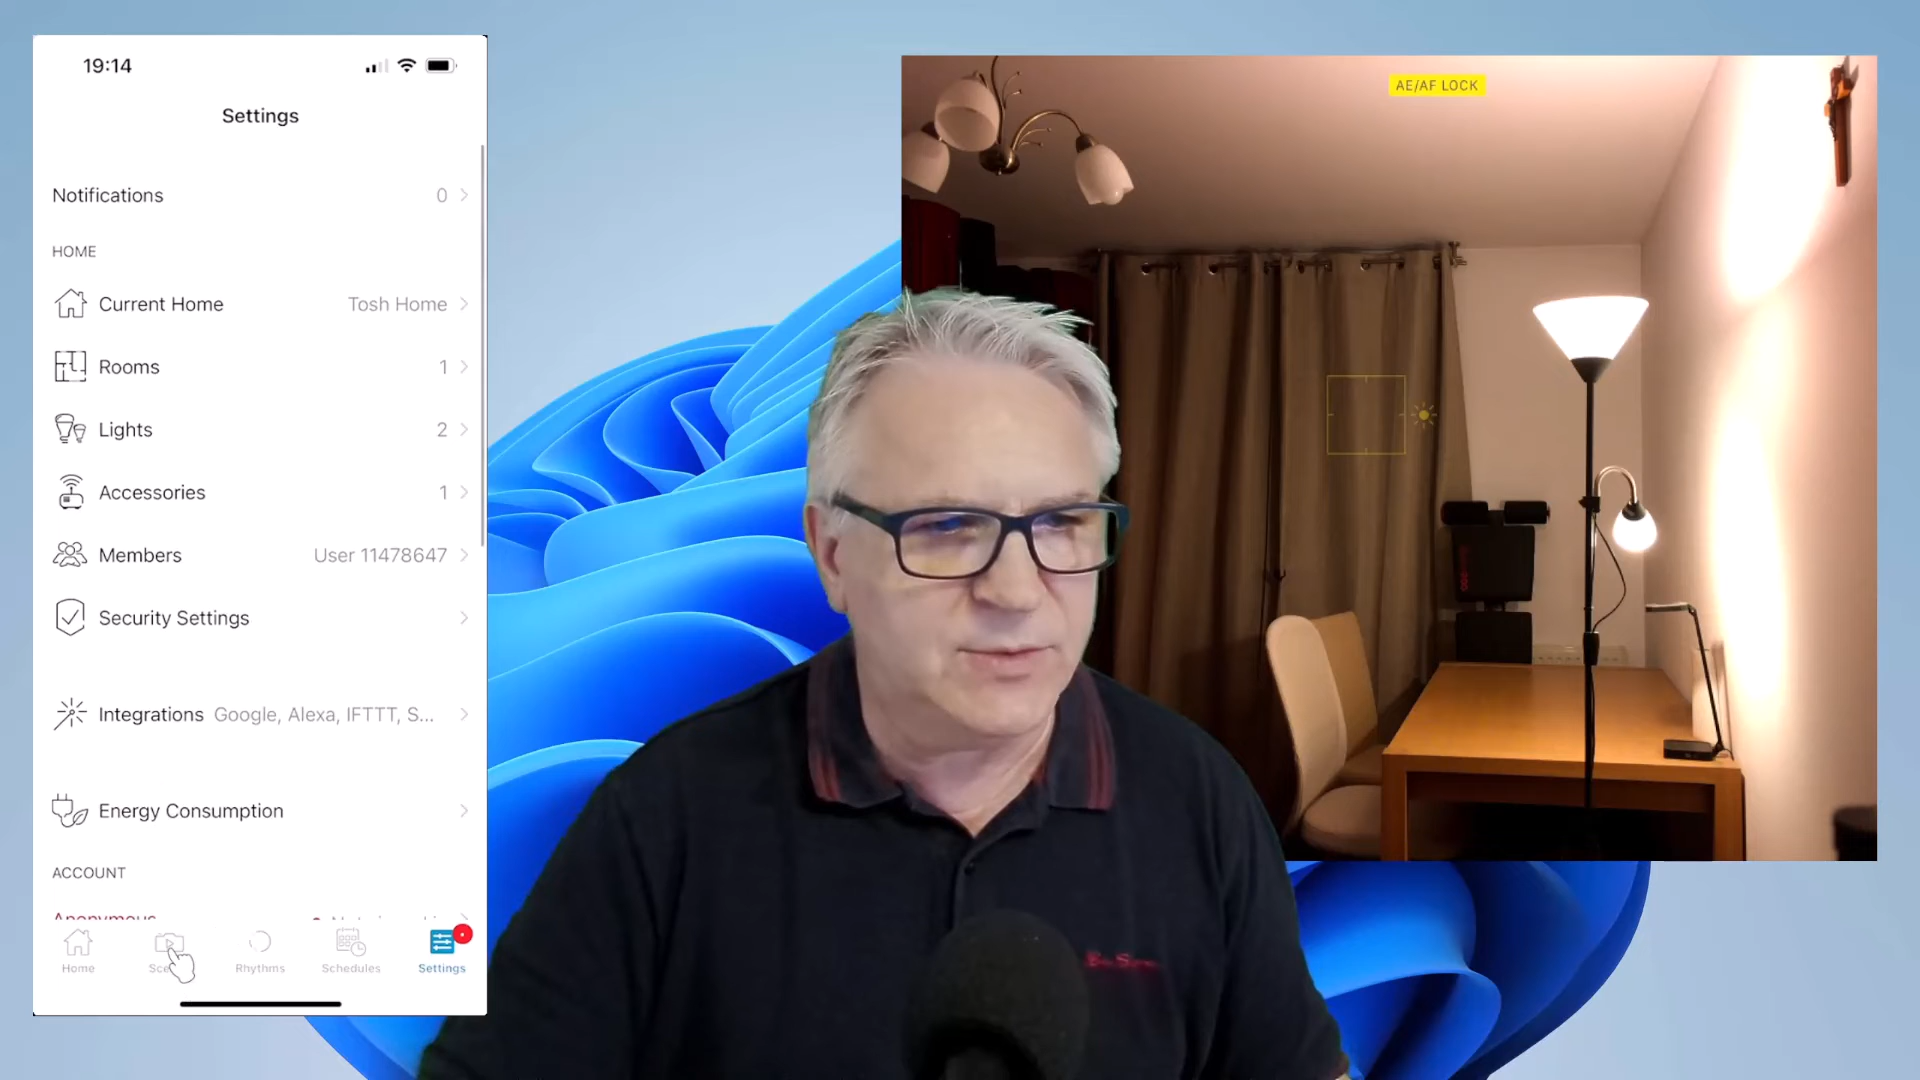 19:14
Settings
Notifications 0
HOME
Current Home Tosh Home
Rooms 1
Lights 2
Accessories 1
Members User 11478647
Security Settings
Integrations Google, Alexa, IFTTT, S...
Energy Consumption
ACCOUNT
Anonymous
Home
Rhythms
Schedules
Settings
AE/AF LOCK